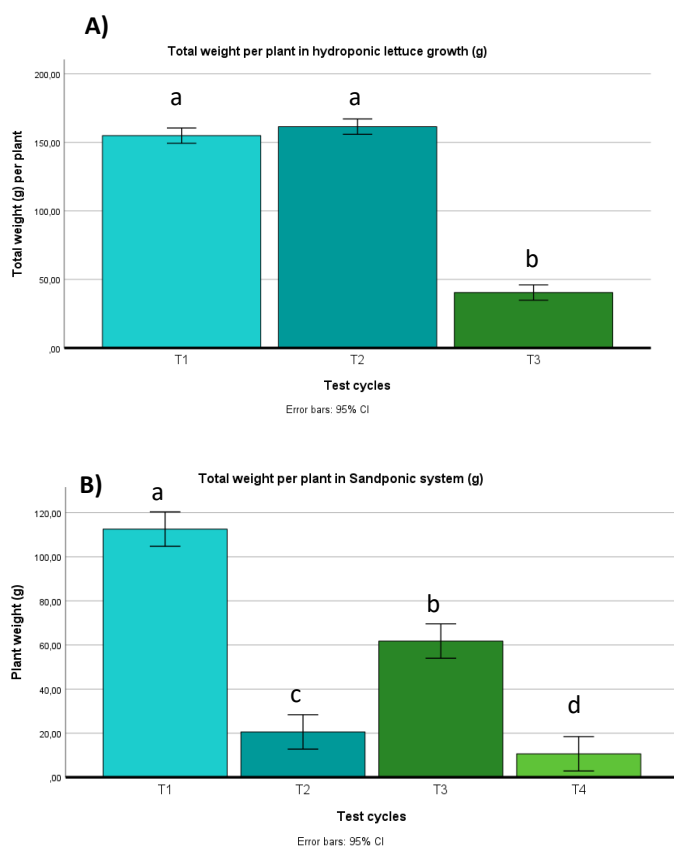 A)
Total weight per plant in hydroponic lettuce growth (g)
200,00
150,00
100,00
50,00
,00
Total weight (g) per plant
a
a
b
T1
T2
T3
Test cycles
Error bars: 95% CI
B)
Total weight per plant in Sandponic system (g)
120,00
100,00
80,00
60,00
40,00
20,00
,00
Plant weight (g)
a
c
b
d
T1
T2
T3
T4
Test cycles
Error bars: 95% CI